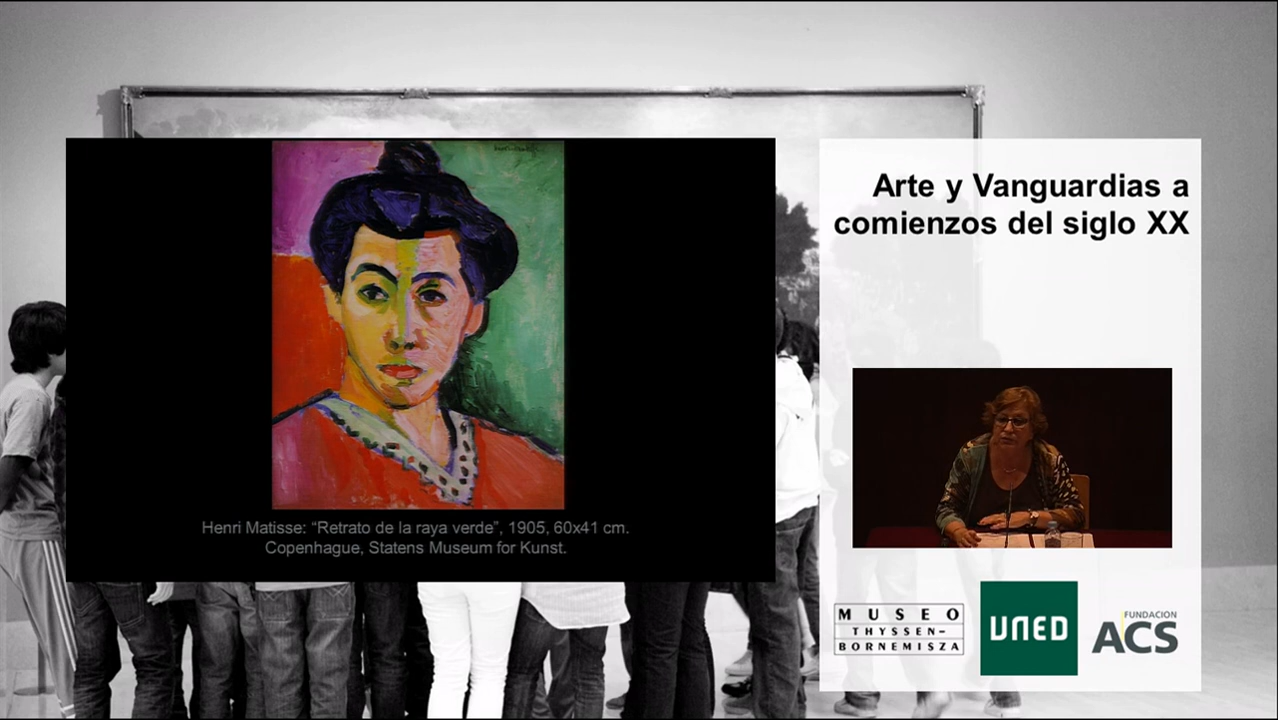 Arte y Vanguardias a
comienzos del siglo XX
Henri Matisse: “Retrato de la raya verde”, 1905, 60x41 cm.
Copenhague, Statens Museum for Kunst.
MUSEO
THYSSEN-
BORNEMISZA
UNED
FUNDACIÓN
ACS